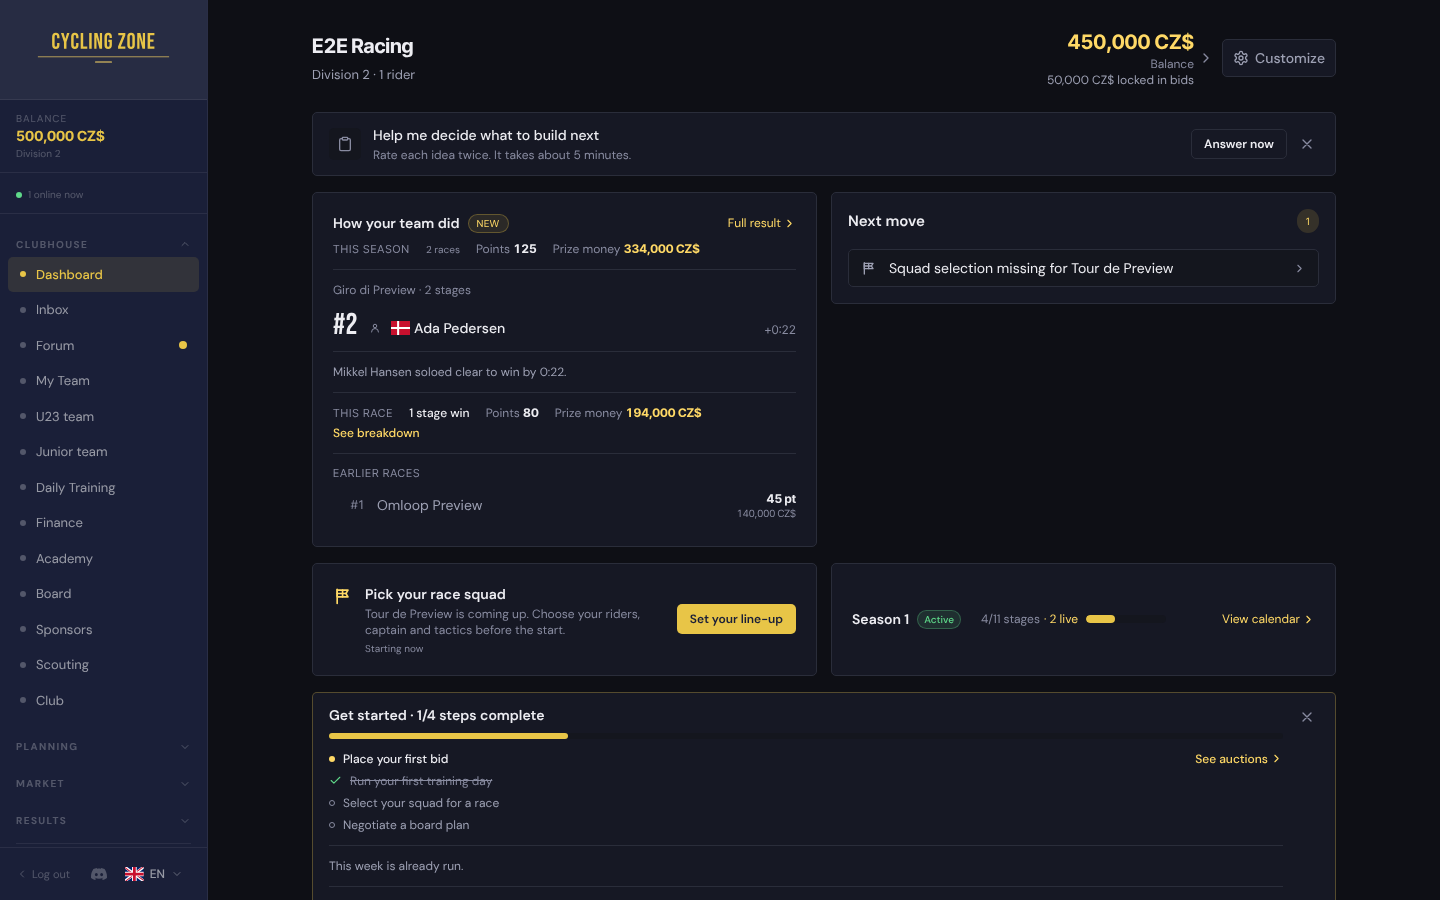 CYCLING ZONE
BALANCE
500,000 CZ$
Division 2
1 online now
CLUBHOUSE
Dashboard
Inbox
Forum
My Team
U23 team
Junior team
Daily Training
Finance
Academy
Board
Sponsors
Scouting
Club
PLANNING
MARKET
RESULTS
Log out
EN
E2E Racing
Division 2 · 1 rider
450,000 CZ$
Balance
50,000 CZ$ locked in bids
Customize
Help me decide what to build next
Rate each idea twice. It takes about 5 minutes.
Answer now
How your team did NEW Full result
THIS SEASON 2 races Points 125 Prize money 334,000 CZ$
Giro di Preview · 2 stages
#2 Ada Pedersen +0:22
Mikkel Hansen soloed clear to win by 0:22.
THIS RACE 1 stage win Points 80 Prize money 194,000 CZ$
See breakdown
EARLIER RACES
#1 Omloop Preview 45 pt
140,000 CZ$
Next move 1
Squad selection missing for Tour de Preview
Pick your race squad
Tour de Preview is coming up. Choose your riders,
captain and tactics before the start.
Starting now
Set your line-up
Season 1 Active 4/11 stages · 2 live View calendar
Get started · 1/4 steps complete
Place your first bid See auctions
Run your first training day
Select your squad for a race
Negotiate a board plan
This week is already run.